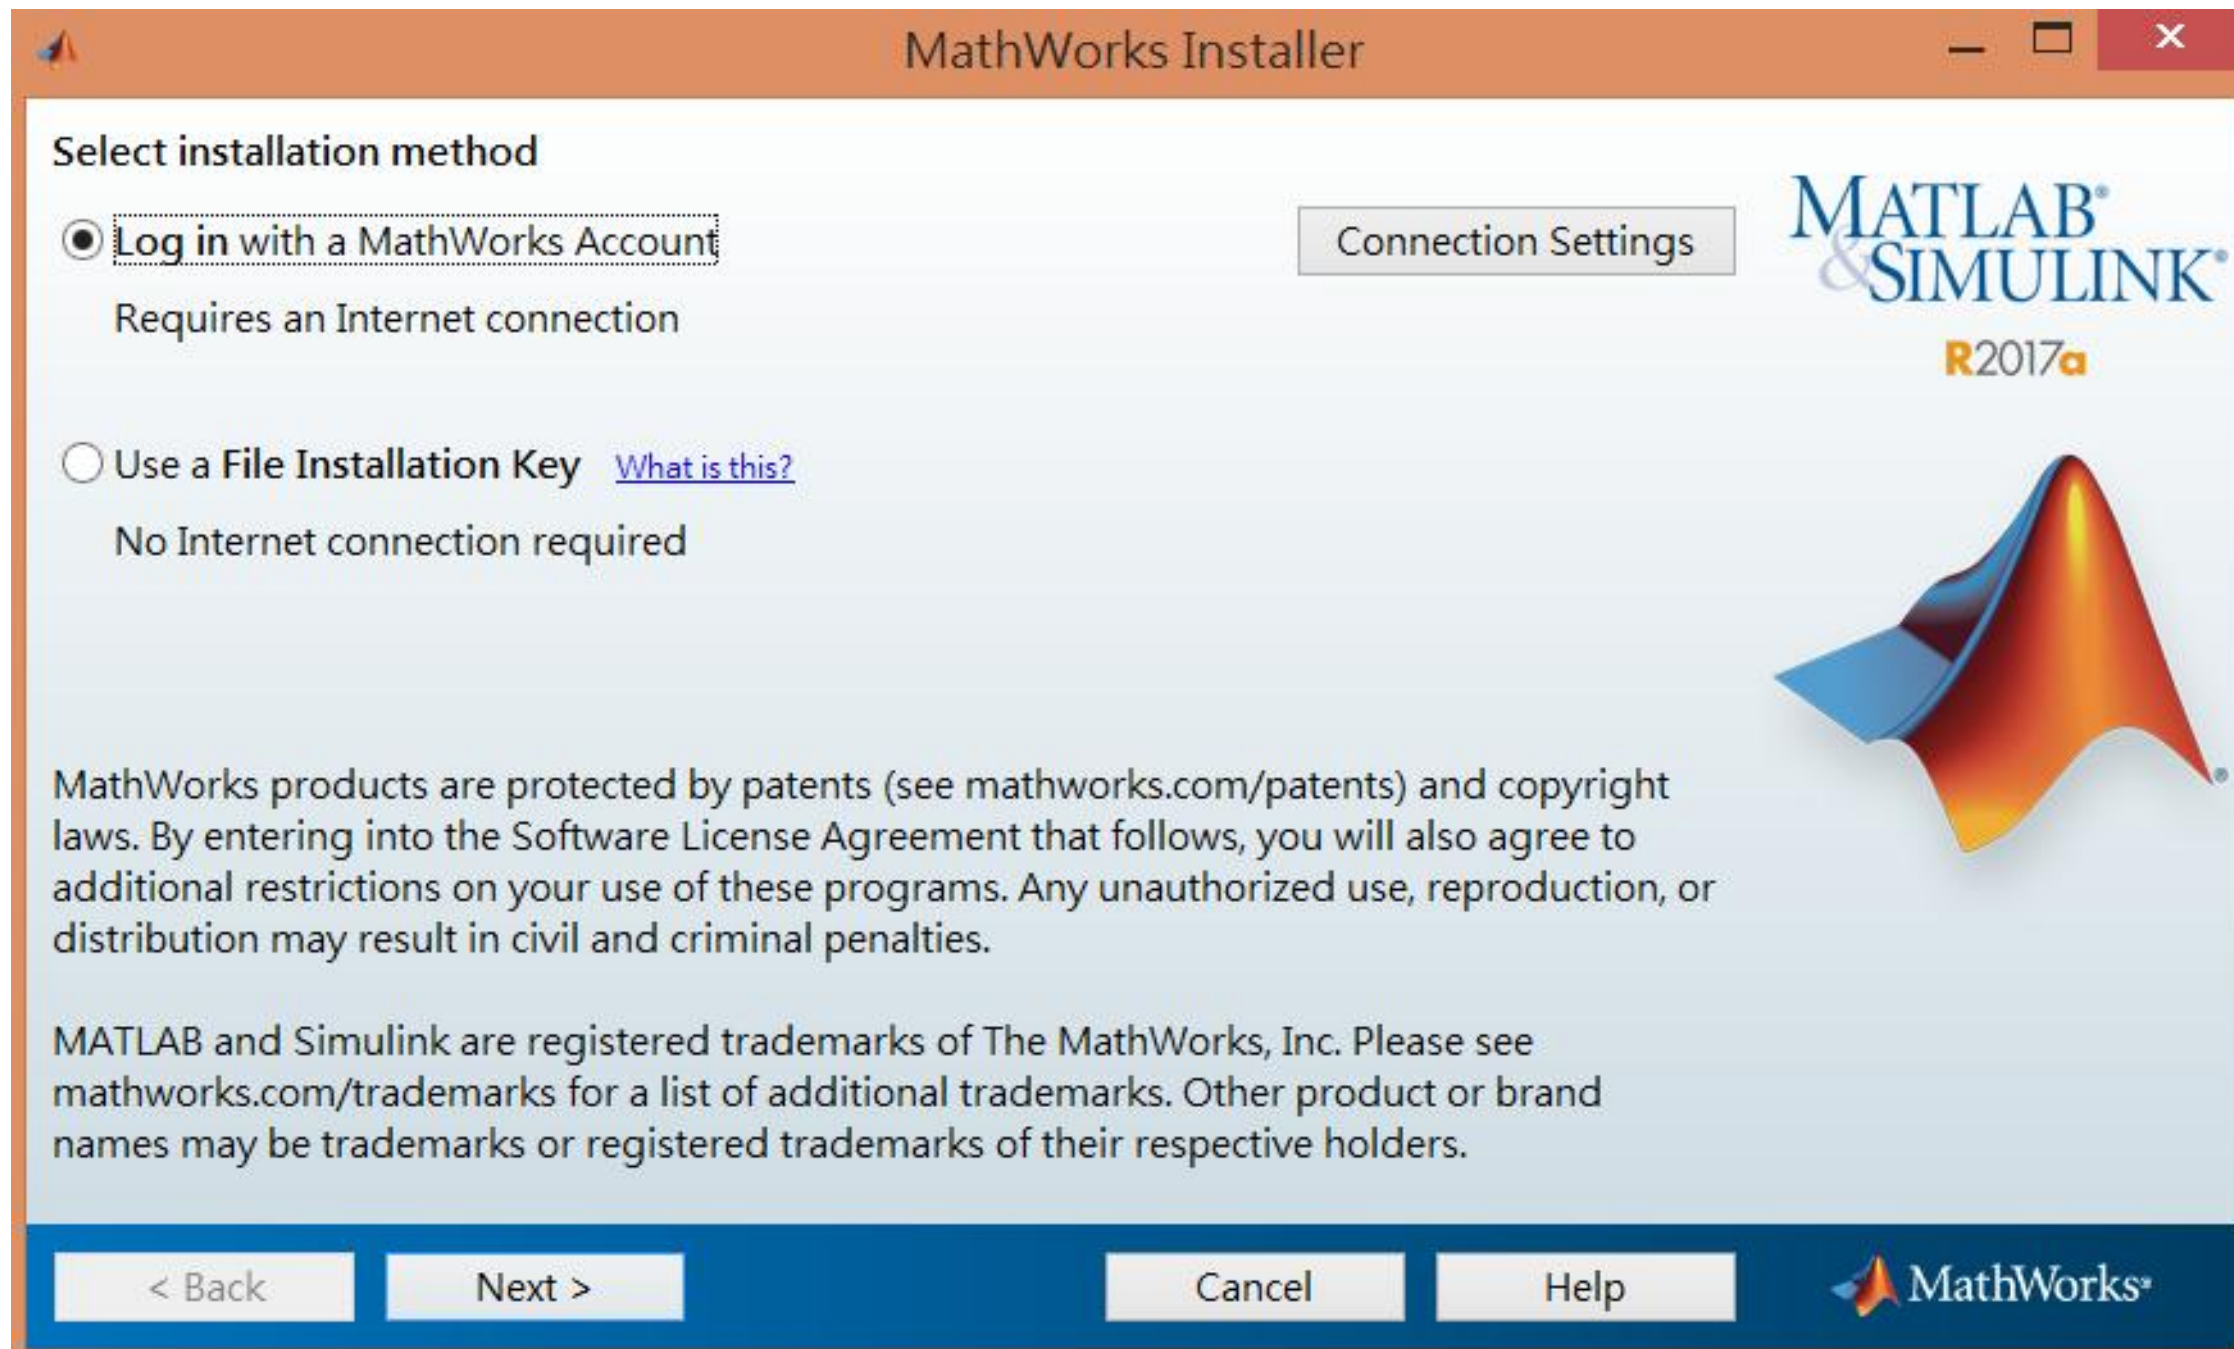 MathWorks Installer
Select installation method
Log in with a MathWorks Account
Connection Settings
Requires an Internet connection
Use a File Installation Key What is this?
No Internet connection required
MATLAB®
&SIMULINK®
R2017a
MathWorks products are protected by patents (see mathworks.com/patents) and copyright
laws. By entering into the Software License Agreement that follows, you will also agree to
additional restrictions on your use of these programs. Any unauthorized use, reproduction, or
distribution may result in civil and criminal penalties.
MATLAB and Simulink are registered trademarks of The MathWorks, Inc. Please see
mathworks.com/trademarks for a list of additional trademarks. Other product or brand
names may be trademarks or registered trademarks of their respective holders.
< Back
Next >
Cancel
Help
MathWorks®